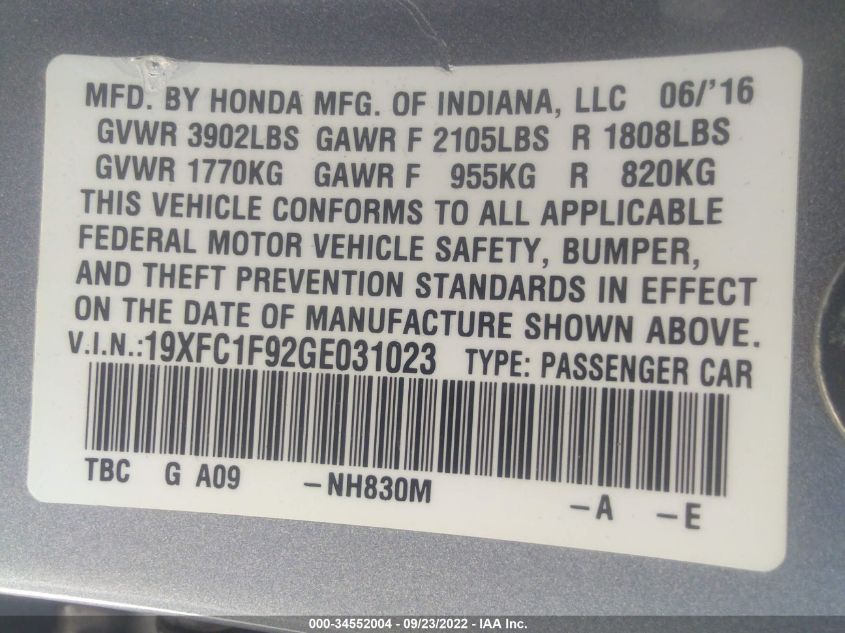 MFD. BY HONDA MFG. OF INDIANA, LLC 06/'16
GVWR 3902LBS GAWR F 2105LBS R 1808LBS
GVWR 1770KG GAWR F 955KG R 820KG
THIS VEHICLE CONFORMS TO ALL APPLICABLE
FEDERAL MOTOR VEHICLE SAFETY, BUMPER,
AND THEFT PREVENTION STANDARDS IN EFFECT
ON THE DATE OF MANUFACTURE SHOWN ABOVE.
V.I.N.:19XFC1F92GE031023 TYPE: PASSENGER CAR
TBC G A09 -NH830M -A -E
000-34552004 - 09/23/2022 - IAA Inc.